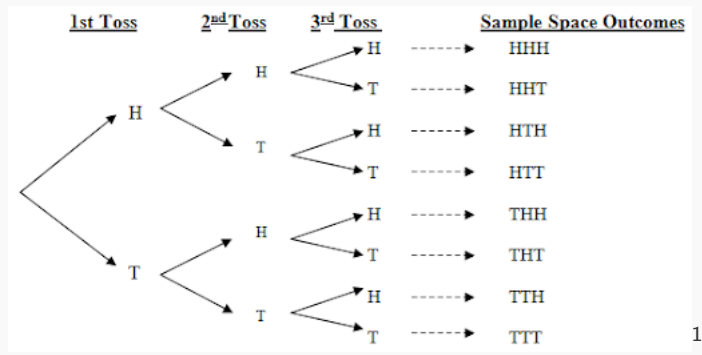 1st Toss 2nd Toss 3rd Toss Sample Space Outcomes
H HHH
H
T HHT
H
H HTH
T
T HTT
H THH
H
T THT
T
H TTH
T
T TTT 1